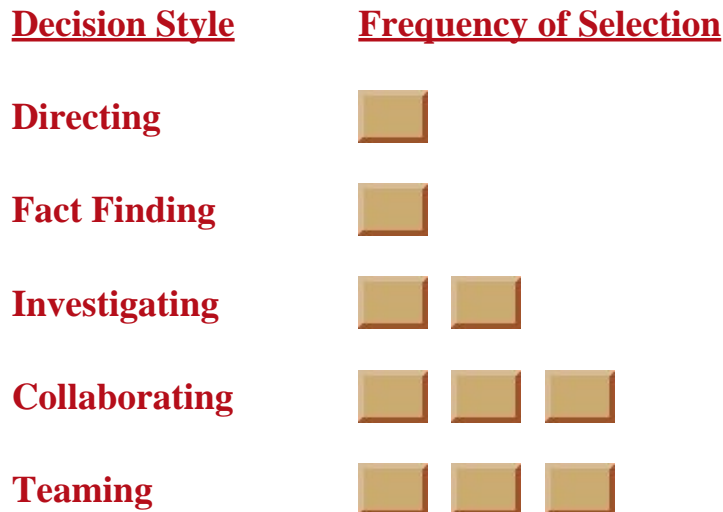 Decision Style Frequency of Selection
Directing
Fact Finding
Investigating
Collaborating
Teaming